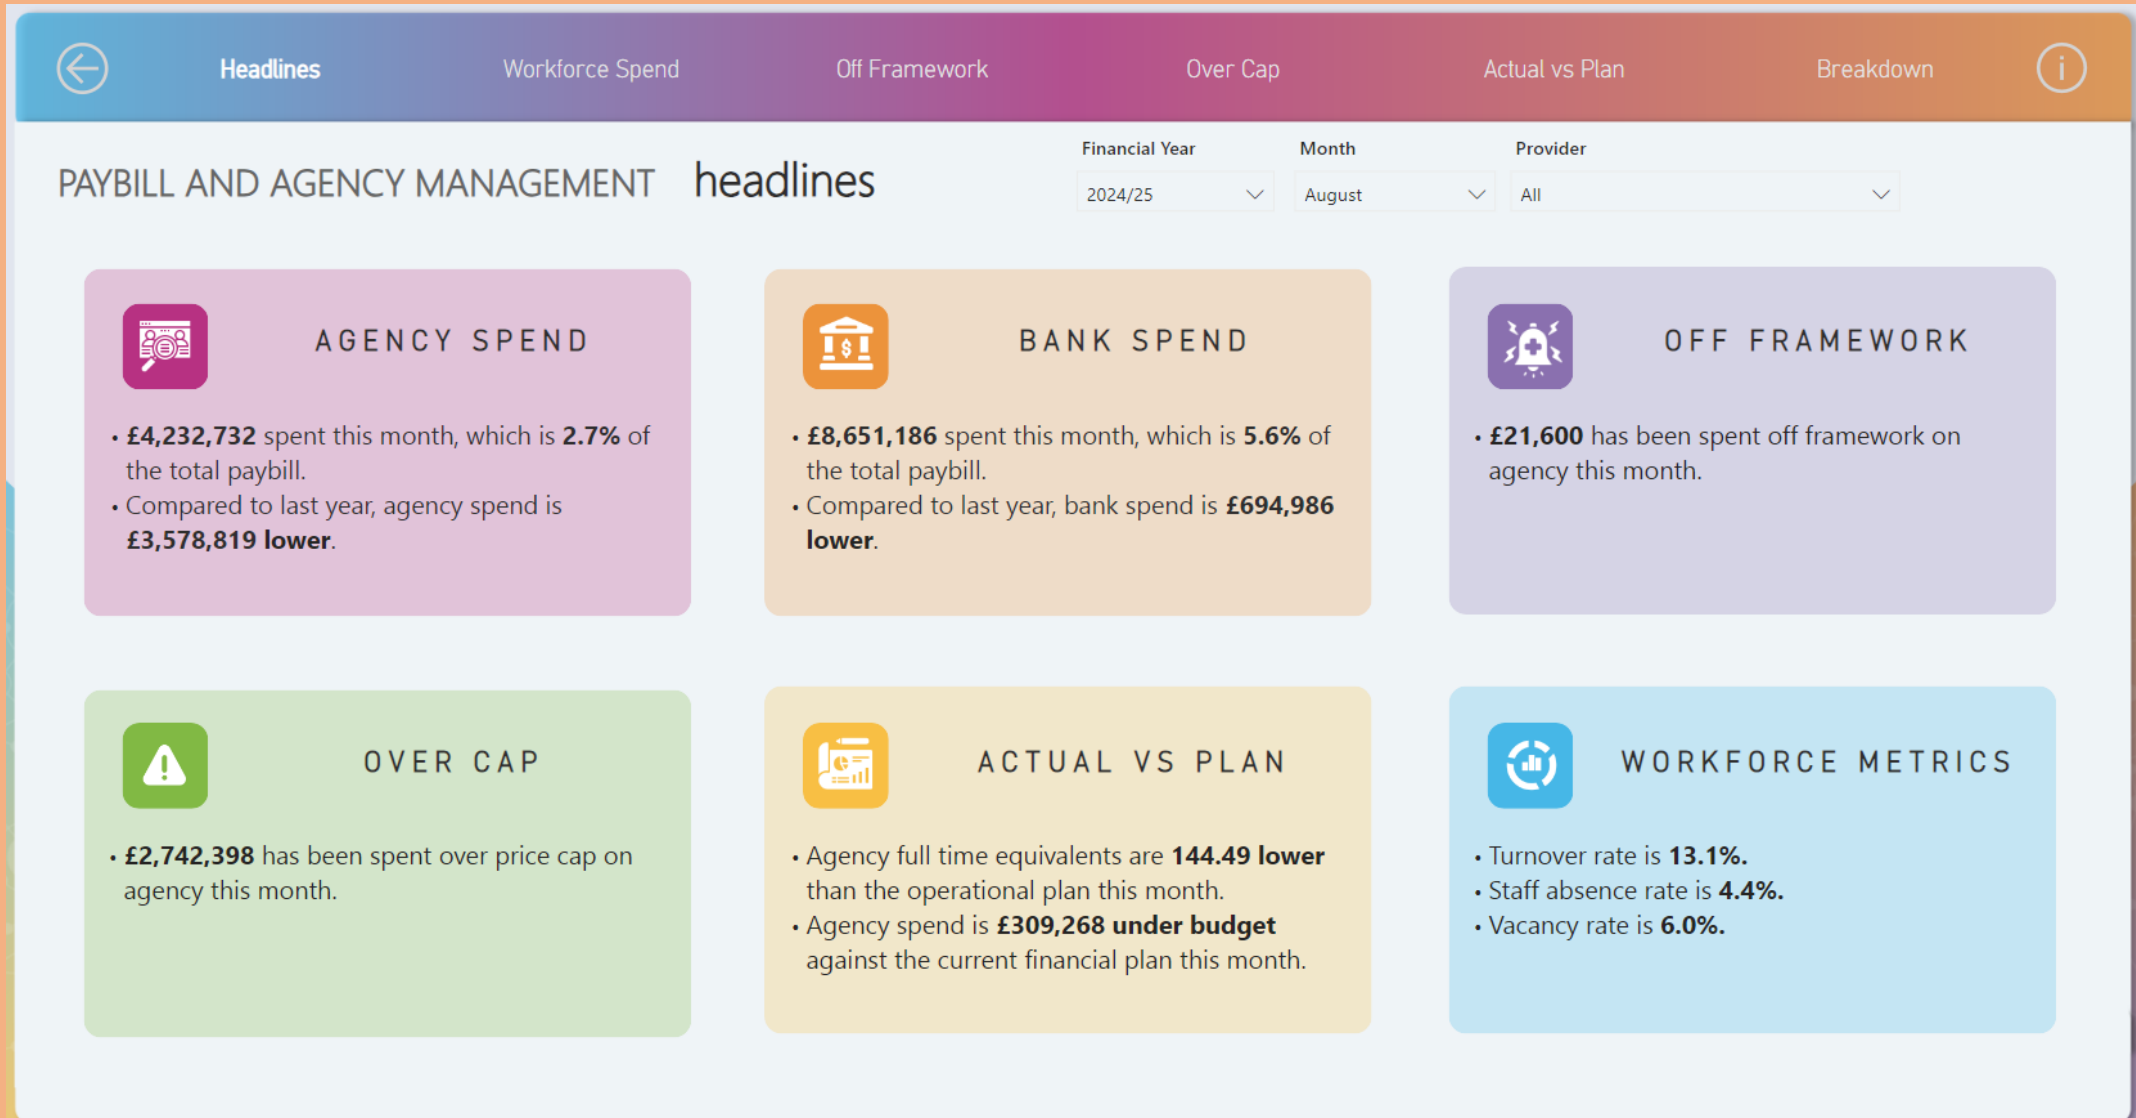 Headlines
Workforce Spend
Off Framework
Over Cap
Actual vs Plan
Breakdown
i
PAYBILL AND AGENCY MANAGEMENT headlines
Financial Year
2024/25
Month
August
Provider
All
AGENCY SPEND
• £4,232,732 spent this month, which is 2.7% of
the total paybill.
• Compared to last year, agency spend is
£3,578,819 lower.
BANK SPEND
• £8,651,186 spent this month, which is 5.6% of
the total paybill.
• Compared to last year, bank spend is £694,986
lower.
OFF FRAMEWORK
• £21,600 has been spent off framework on
agency this month.
OVER CAP
• £2,742,398 has been spent over price cap on
agency this month.
ACTUAL VS PLAN
• Agency full time equivalents are 144.49 lower
than the operational plan this month.
• Agency spend is £309,268 under budget
against the current financial plan this month.
WORKFORCE METRICS
• Turnover rate is 13.1%.
• Staff absence rate is 4.4%.
• Vacancy rate is 6.0%.